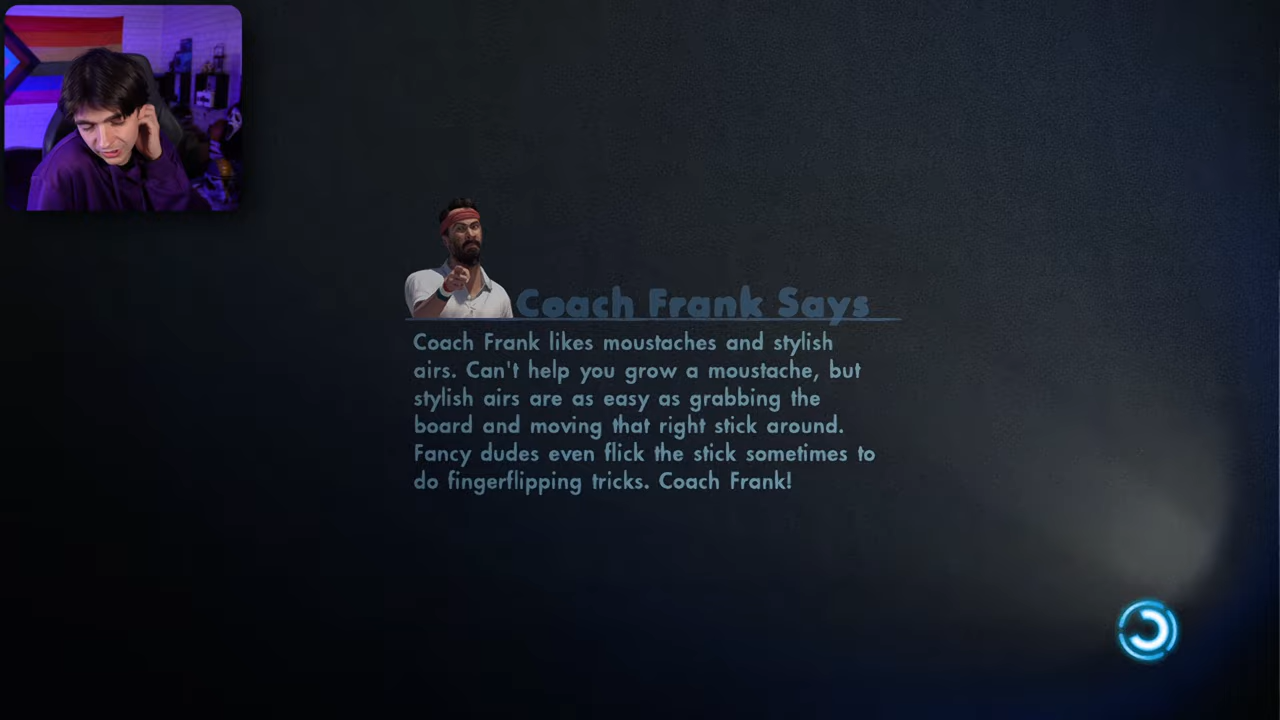 Coach Frank Says
Coach Frank likes moustaches and stylish
airs. Can't help you grow a moustache, but
stylish airs are as easy as grabbing the
board and moving that right stick around.
Fancy dudes even flick the stick sometimes to
do fingerflipping tricks. Coach Frank!